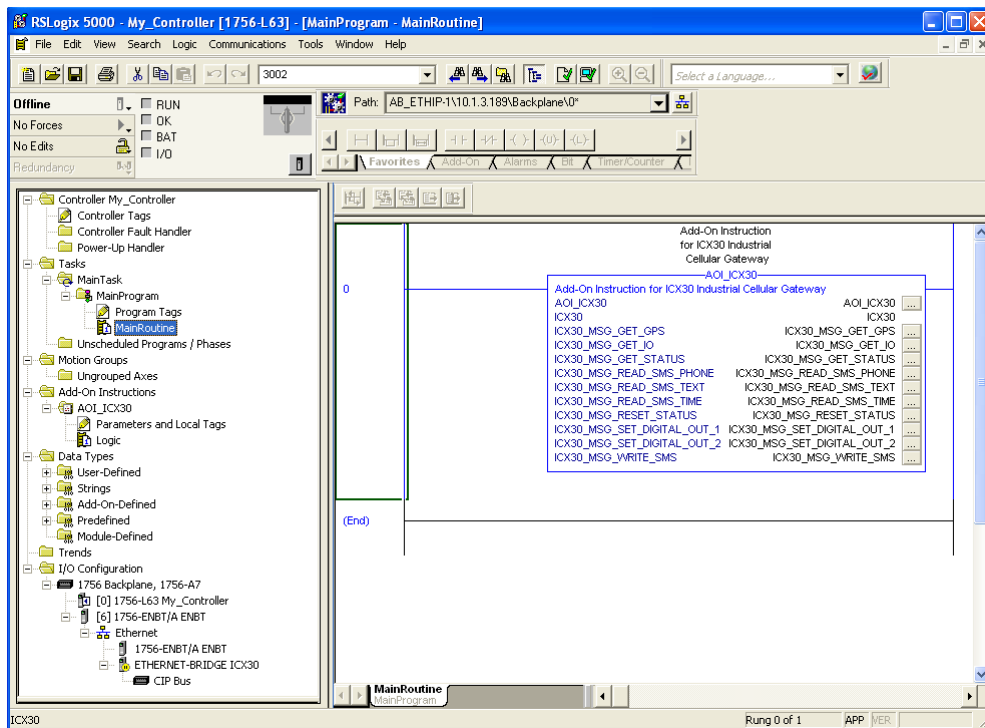 RSLogix 5000 - My_Controller [1756-L63] - [MainProgram - MainRoutine]
File Edit View Search Logic Communications Tools Window Help
3002
Select a Language...
Offline
RUN
No Forces
OK
No Edits
BAT
Redundancy
I/O
Path: AB_ETHIP-1\10.1.3.189\Backplane\0*
Favorites Add-On Alarms Bit Timer/Counter
Controller My_Controller
Controller Tags
Controller Fault Handler
Power-Up Handler
Tasks
MainTask
MainProgram
Program Tags
MainRoutine
Unscheduled Programs / Phases
Motion Groups
Ungrouped Axes
Add-On Instructions
AOI_ICX30
Parameters and Local Tags
Logic
Data Types
User-Defined
Strings
Add-On-Defined
Predefined
Module-Defined
Trends
I/O Configuration
1756 Backplane, 1756-A7
[0] 1756-L63 My_Controller
[6] 1756-ENBT/A ENBT
Ethernet
1756-ENBT/A ENBT
ETHERNET-BRIDGE ICX30
CIP Bus
Add-On Instruction
for ICX30 Industrial
Cellular Gateway
AOI_ICX30
0
Add-On Instruction for ICX30 Industrial Cellular Gateway
AOI_ICX30 AOI_ICX30 ...
ICX30 ICX30
ICX30_MSG_GET_GPS ICX30_MSG_GET_GPS ...
ICX30_MSG_GET_IO ICX30_MSG_GET_IO ...
ICX30_MSG_GET_STATUS ICX30_MSG_GET_STATUS ...
ICX30_MSG_READ_SMS_PHONE ICX30_MSG_READ_SMS_PHONE ...
ICX30_MSG_READ_SMS_TEXT ICX30_MSG_READ_SMS_TEXT ...
ICX30_MSG_READ_SMS_TIME ICX30_MSG_READ_SMS_TIME ...
ICX30_MSG_RESET_STATUS ICX30_MSG_RESET_STATUS ...
ICX30_MSG_SET_DIGITAL_OUT_1 ICX30_MSG_SET_DIGITAL_OUT_1 ...
ICX30_MSG_SET_DIGITAL_OUT_2 ICX30_MSG_SET_DIGITAL_OUT_2 ...
ICX30_MSG_WRITE_SMS ICX30_MSG_WRITE_SMS ...
(End)
MainRoutine
MainProgram
ICX30
Rung 0 of 1 APP VER